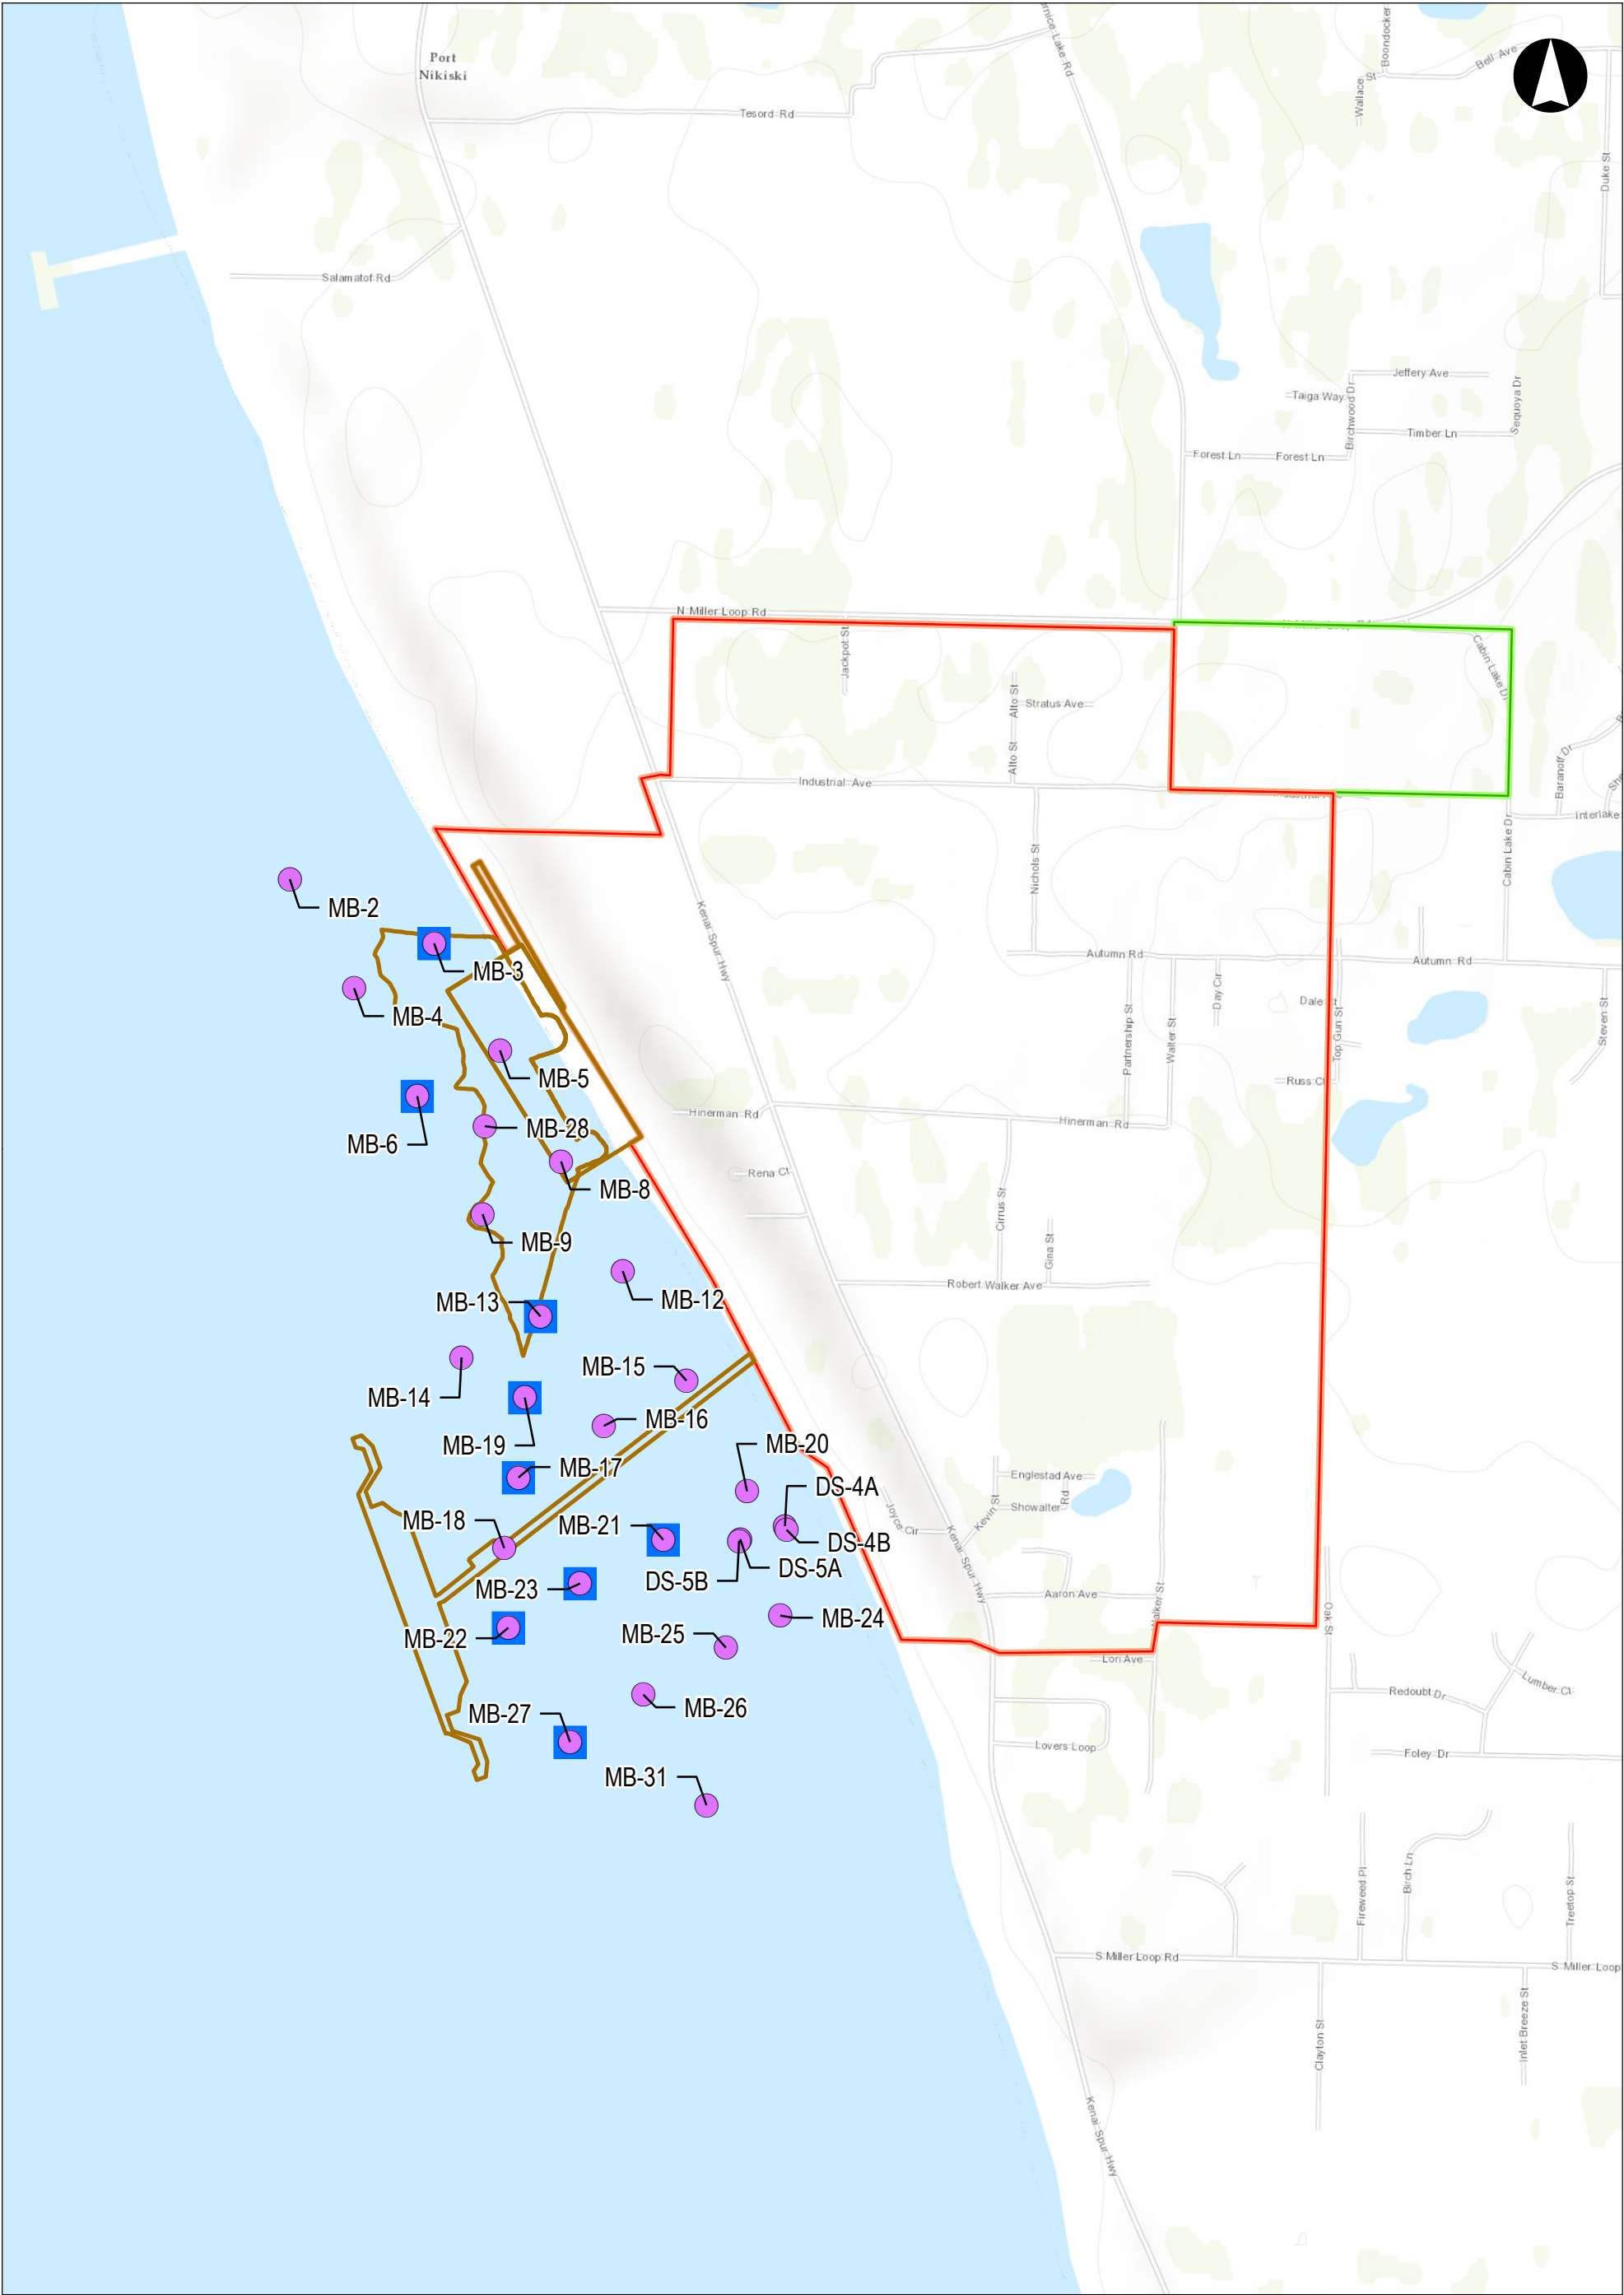 Port
Nikiski
Bell Ave
Boondocker
Wallace St
Duke St
Tesord Rd
Salamatof Rd
Jeffery Ave
Taiga Way
Birchwood Dr
Timber Ln
Sequoya Dr
Forest Ln
Forest Ln
N Miller Loop Rd
Jackpot St
Cabin Lake Dr
Alto St
Stratus Ave
Alto St
Industrial Ave
Baranoff Dr
Interlake
Cabin Lake Dr
Nichols St
MB-2
Kenai Spur Hwy
MB-3
Autumn Rd
Autumn Rd
MB-4
Day Cir
Dale St
Top Gun St
Steven St
Partnership St
Walter St
MB-5
Russ Ct
Hinerman Rd
Hinerman Rd
MB-28
MB-6
Rena Ct
MB-8
Cirrus St
Gina St
MB-9
Robert Walker Ave
MB-12
MB-13
MB-15
MB-14
MB-16
MB-19
MB-20
MB-17
Englestad Ave
DS-4A
Showalter Rd
Kevin St
Joyce Cir
MB-18
MB-21
DS-4B
Kenai Spur Hwy
DS-5A
DS-5B
MB-23
Aaron Ave
Walker St
MB-24
Oak St
MB-25
MB-22
Lori Ave
Redoubt Dr
Lumber Ct
MB-26
MB-27
Lovers Loop
Foley Dr
MB-31
Fireweed Pl
Birch Ln
Treetop St
S Miller Loop Rd
S Miller Loop
Clayton St
Inlet Breeze St
Kenai Spur Hwy